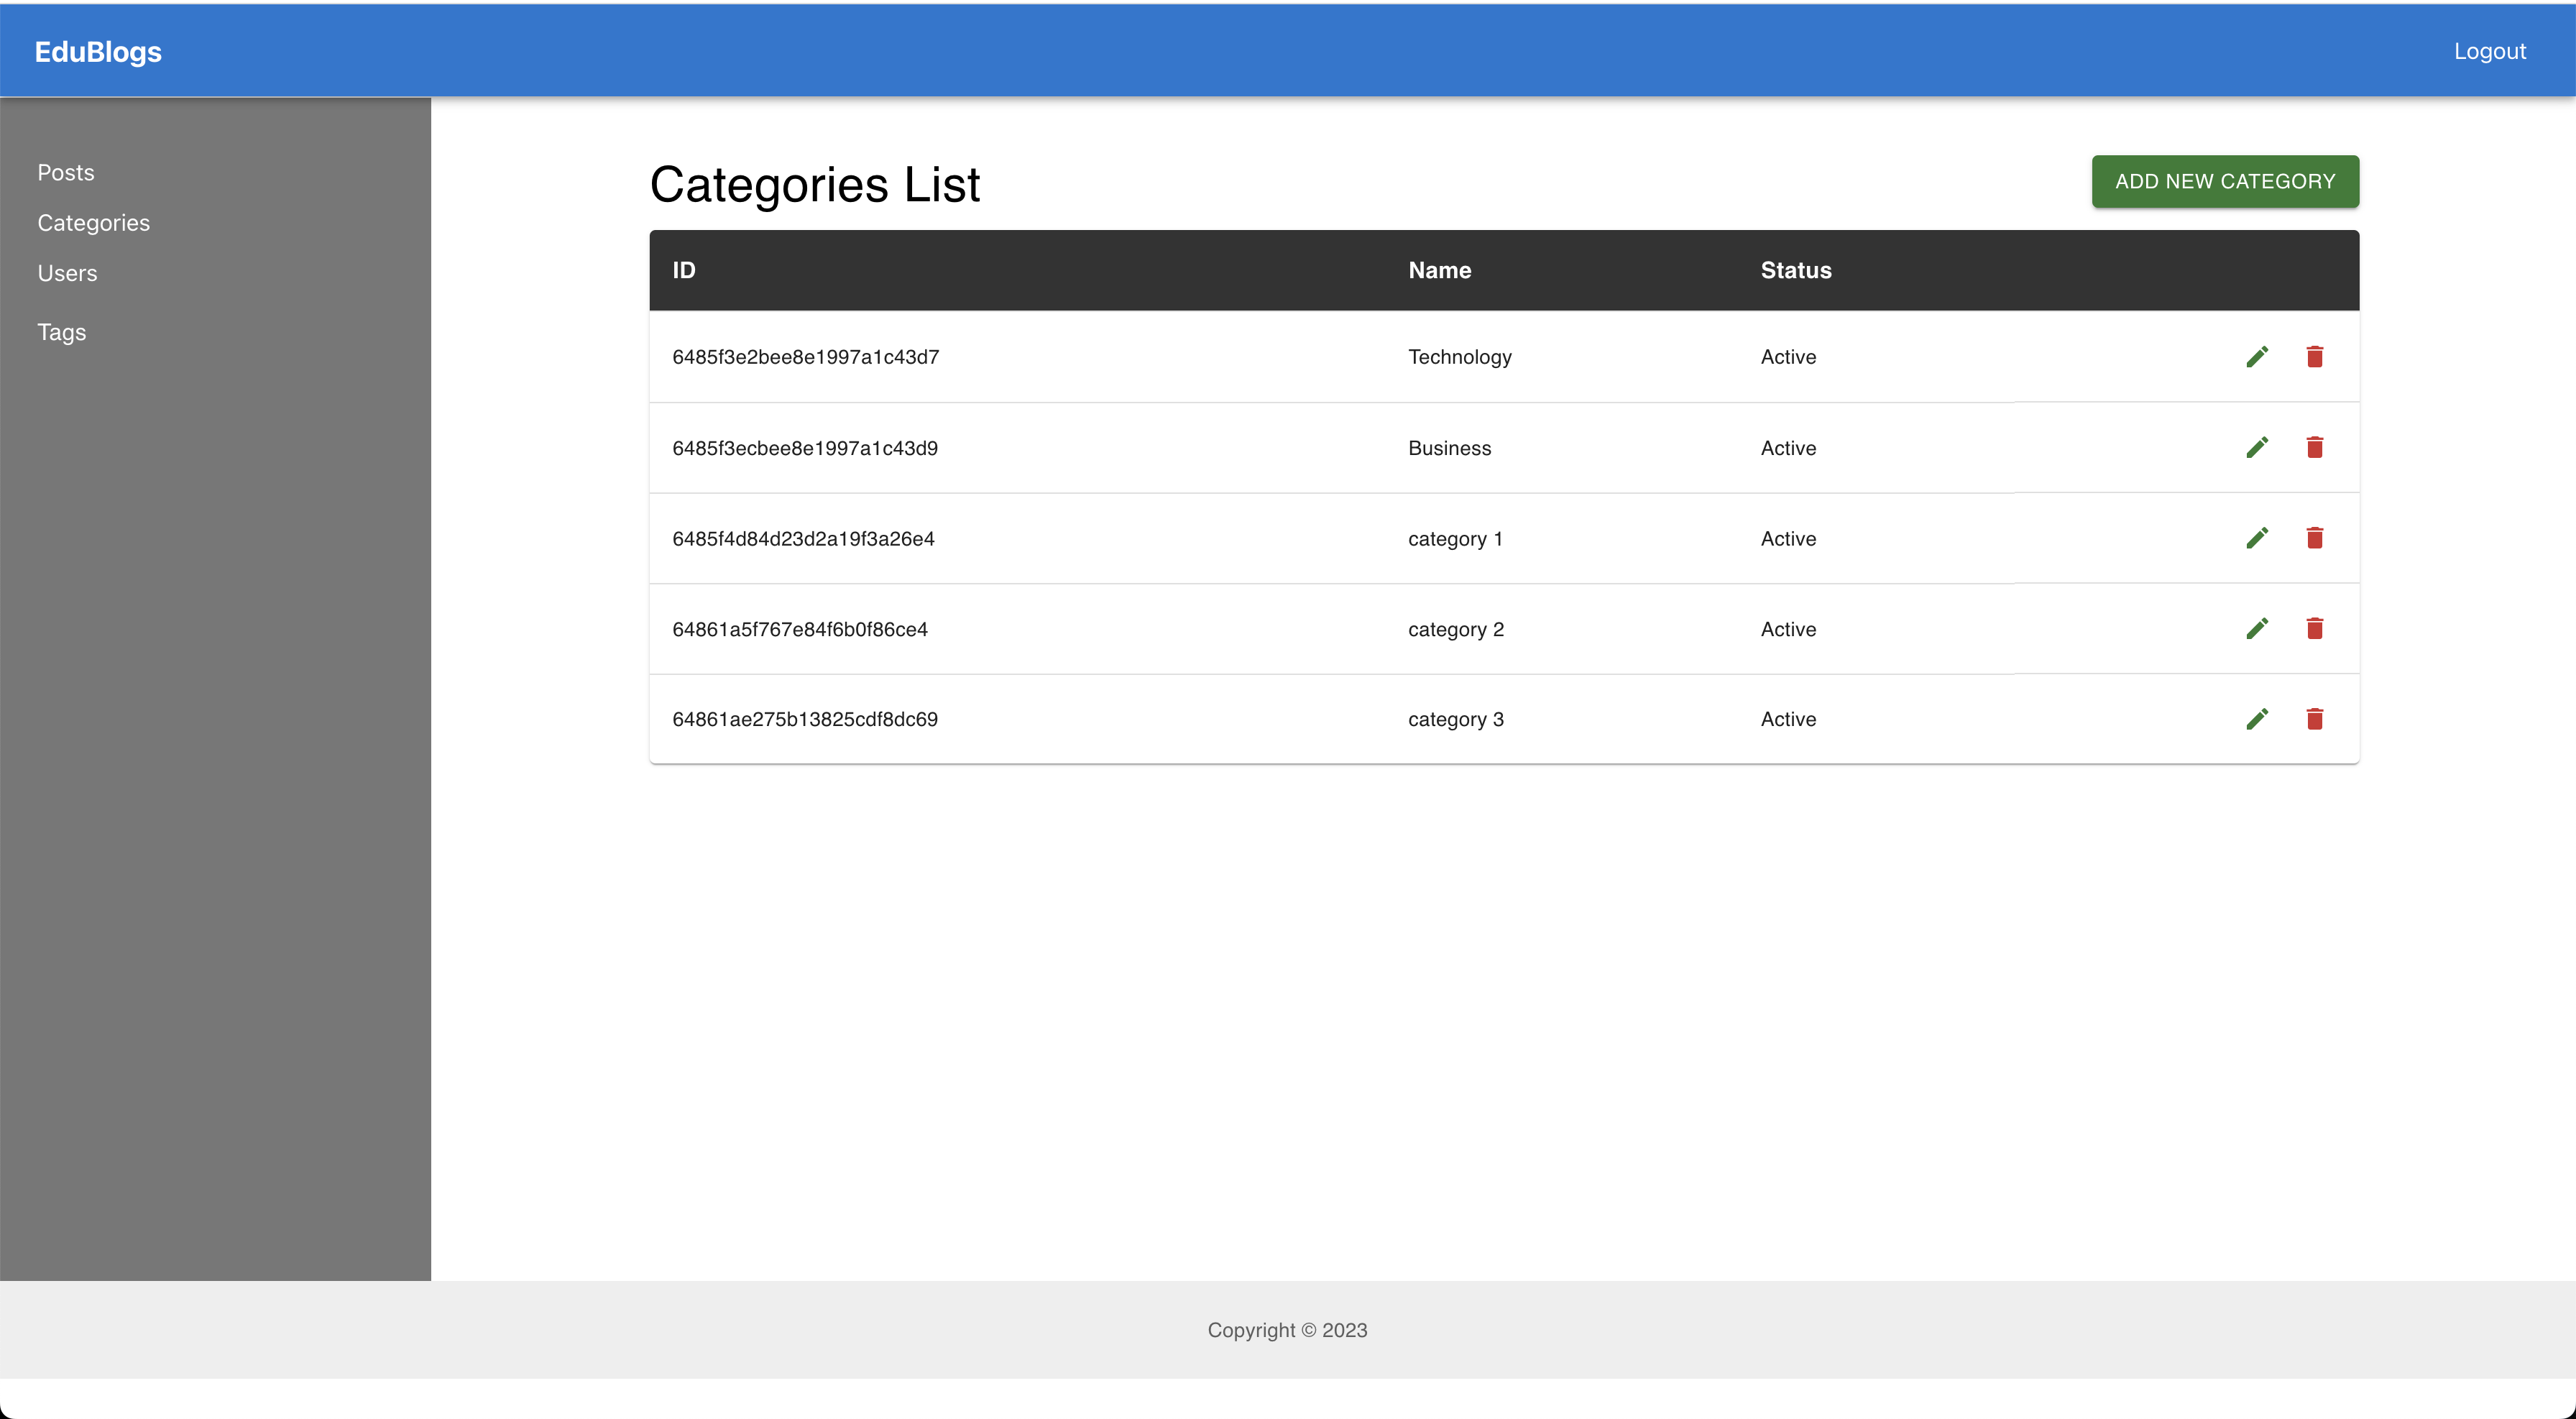 EduBlogs Logout
Posts
Categories
Users
Tags
Categories List ADD NEW CATEGORY
ID Name Status
6485f3e2bee8e1997a1c43d7 Technology Active
6485f3ecbee8e1997a1c43d9 Business Active
6485f4d84d23d2a19f3a26e4 category 1 Active
64861a5f767e84f6b0f86ce4 category 2 Active
64861ae275b13825cdf8dc69 category 3 Active
Copyright © 2023